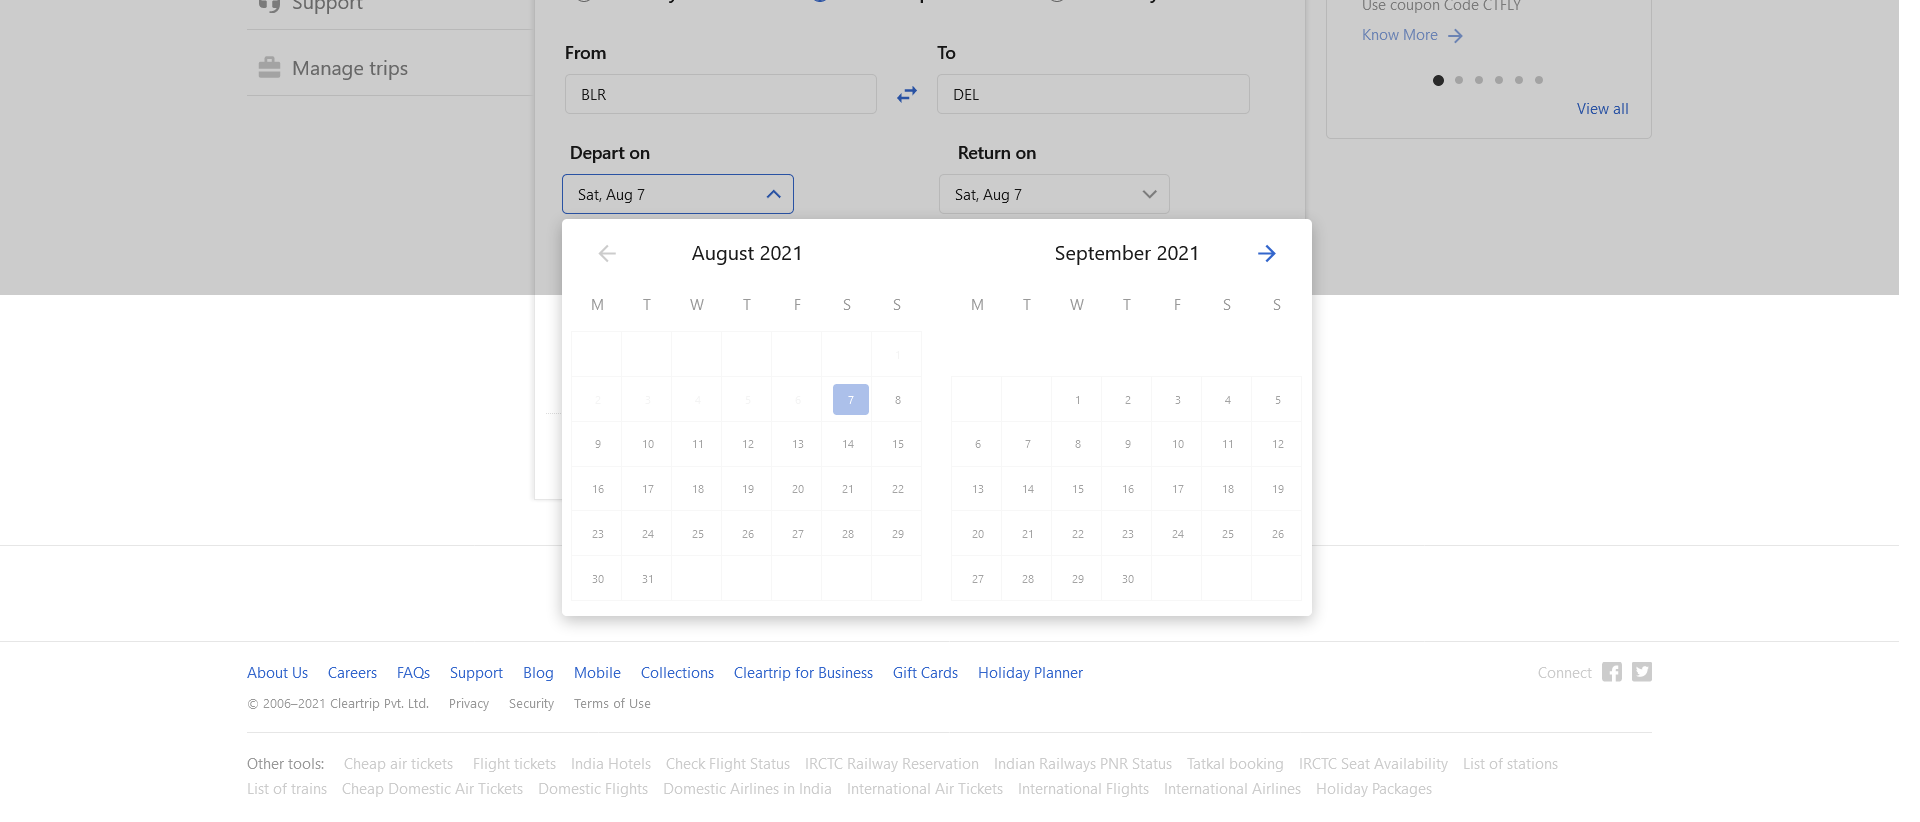 Support
Use coupon Code CTFLY
Know More
From
To
Manage trips
BLR
DEL
View all
Depart on
Return on
Sat, Aug 7
Sat, Aug 7
August 2021
September 2021
M T W T F S S
M T W T F S S
1
2 3 4 5 6 7 8
1 2 3 4 5
9 10 11 12 13 14 15
6 7 8 9 10 11 12
16 17 18 19 20 21 22
13 14 15 16 17 18 19
23 24 25 26 27 28 29
20 21 22 23 24 25 26
30 31
27 28 29 30
About Us Careers FAQs Support Blog Mobile Collections Cleartrip for Business Gift Cards Holiday Planner
Connect
© 2006–2021 Cleartrip Pvt. Ltd. Privacy Security Terms of Use
Other tools: Cheap air tickets Flight tickets India Hotels Check Flight Status IRCTC Railway Reservation Indian Railways PNR Status Tatkal booking IRCTC Seat Availability List of stations
List of trains Cheap Domestic Air Tickets Domestic Flights Domestic Airlines in India International Air Tickets International Flights International Airlines Holiday Packages